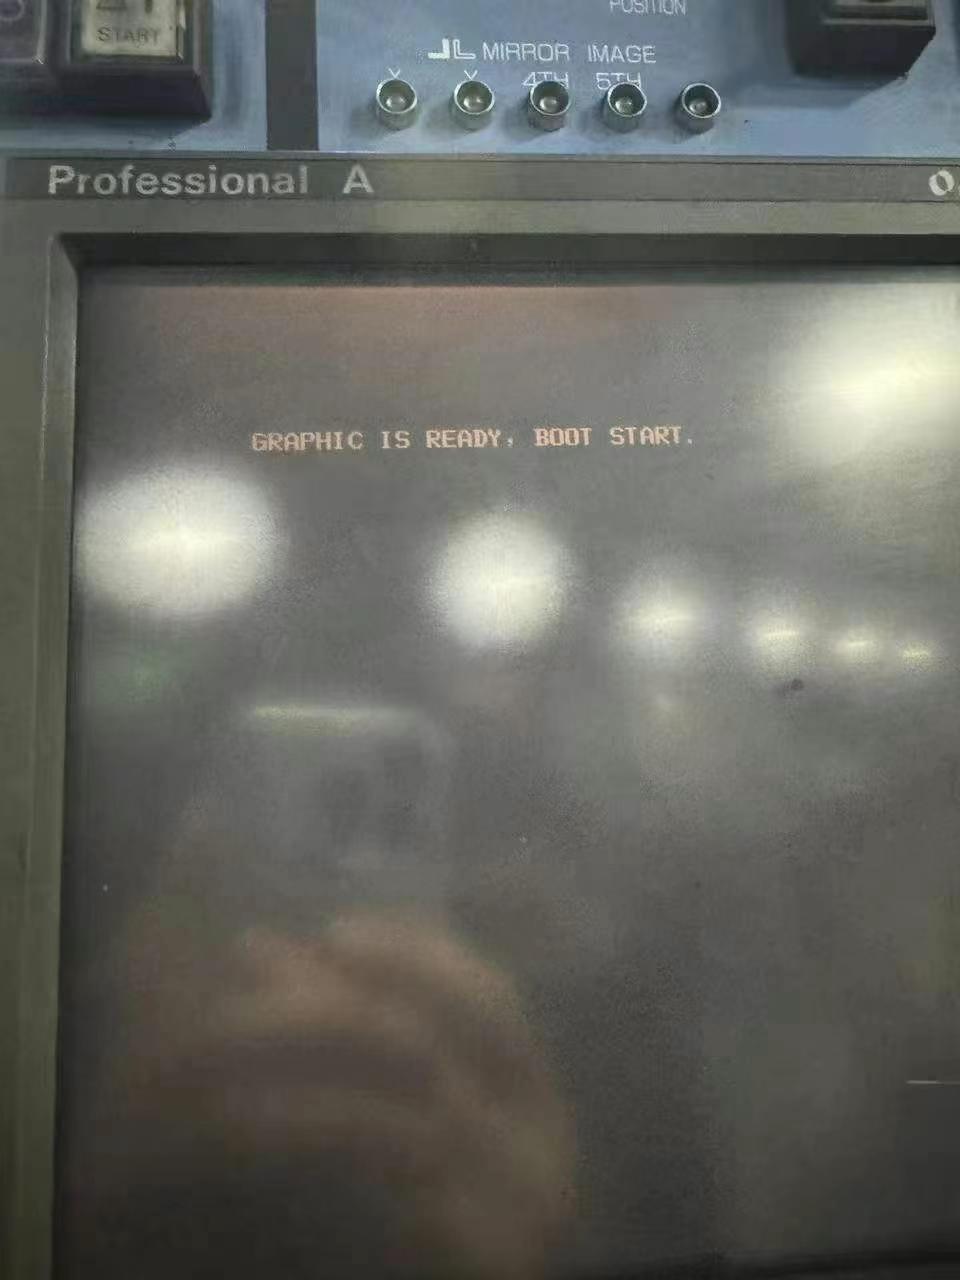 START
POSITION
MIRROR IMAGE
4TH 5TH
Professional A
GRAPHIC IS READY, BOOT START.